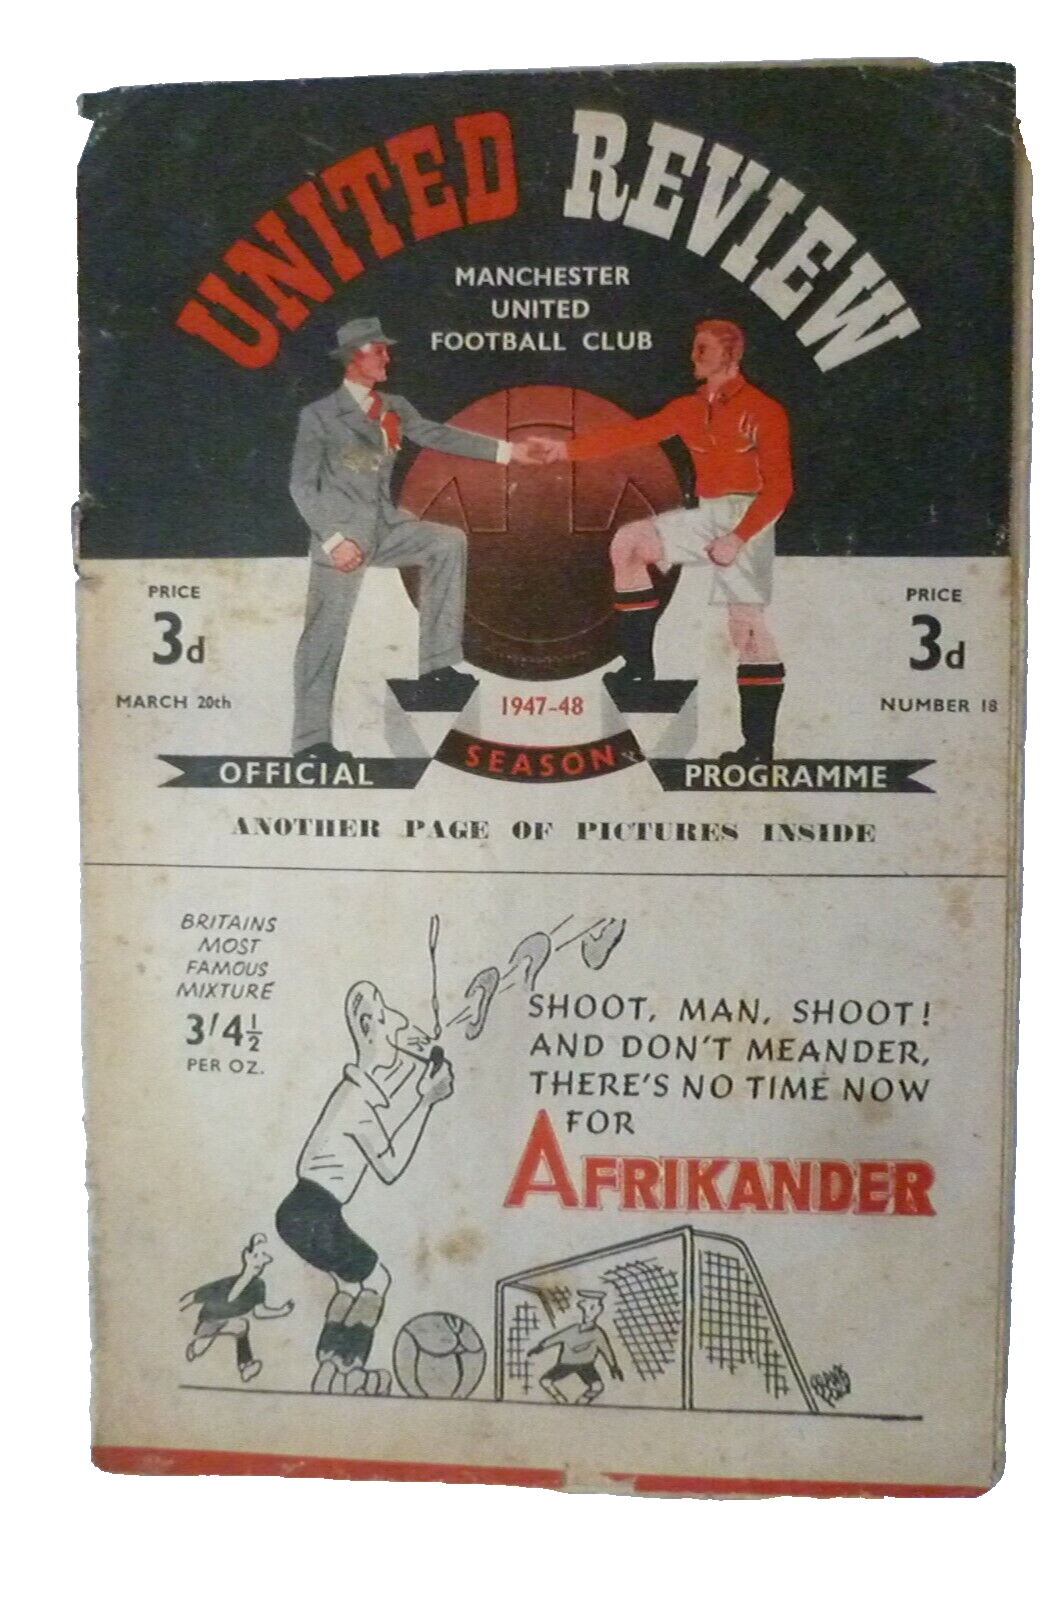 UNITED REVIEW
MANCHESTER
UNITED
FOOTBALL CLUB
PRICE
3d
MARCH 20th
PRICE
3d
NUMBER 18
1947-48
SEASON
OFFICIAL
PROGRAMME
ANOTHER PAGE OF PICTURES INSIDE
BRITAINS
MOST
FAMOUS
MIXTURE
3/4½
PER OZ.
SHOOT, MAN, SHOOT!
AND DON'T MEANDER,
THERE'S NO TIME NOW
FOR
AFRIKANDER